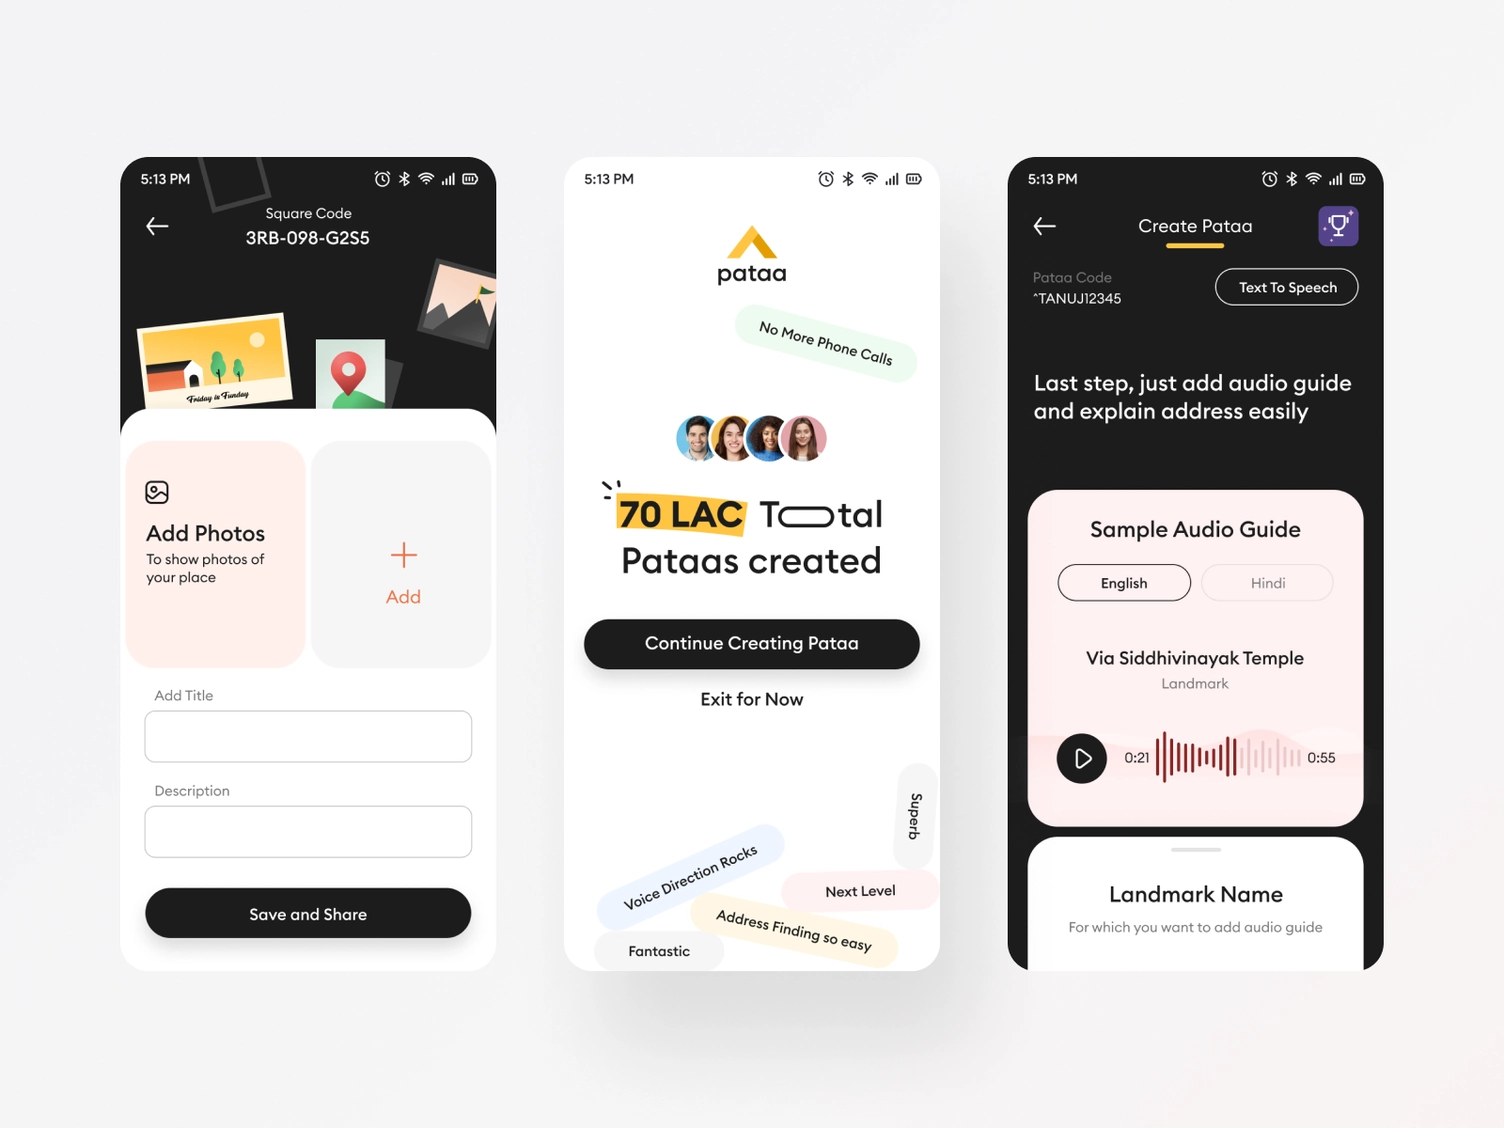 5:13 PM
Square Code
3RB-098-G2S5
Friday is Funday
Add Photos
To show photos of
your place
Add
Add Title
Description
Save and Share
5:13 PM
pataa
No More Phone Calls
70 LAC Total
Pataas created
Continue Creating Pataa
Exit for Now
Superb
Voice Direction Rocks
Next Level
Address Finding so easy
Fantastic
5:13 PM
Create Pataa
Pataa Code
^TANUJ12345
Text To Speech
Last step, just add audio guide
and explain address easily
Sample Audio Guide
English
Hindi
Via Siddhivinayak Temple
Landmark
0:21
0:55
Landmark Name
For which you want to add audio guide